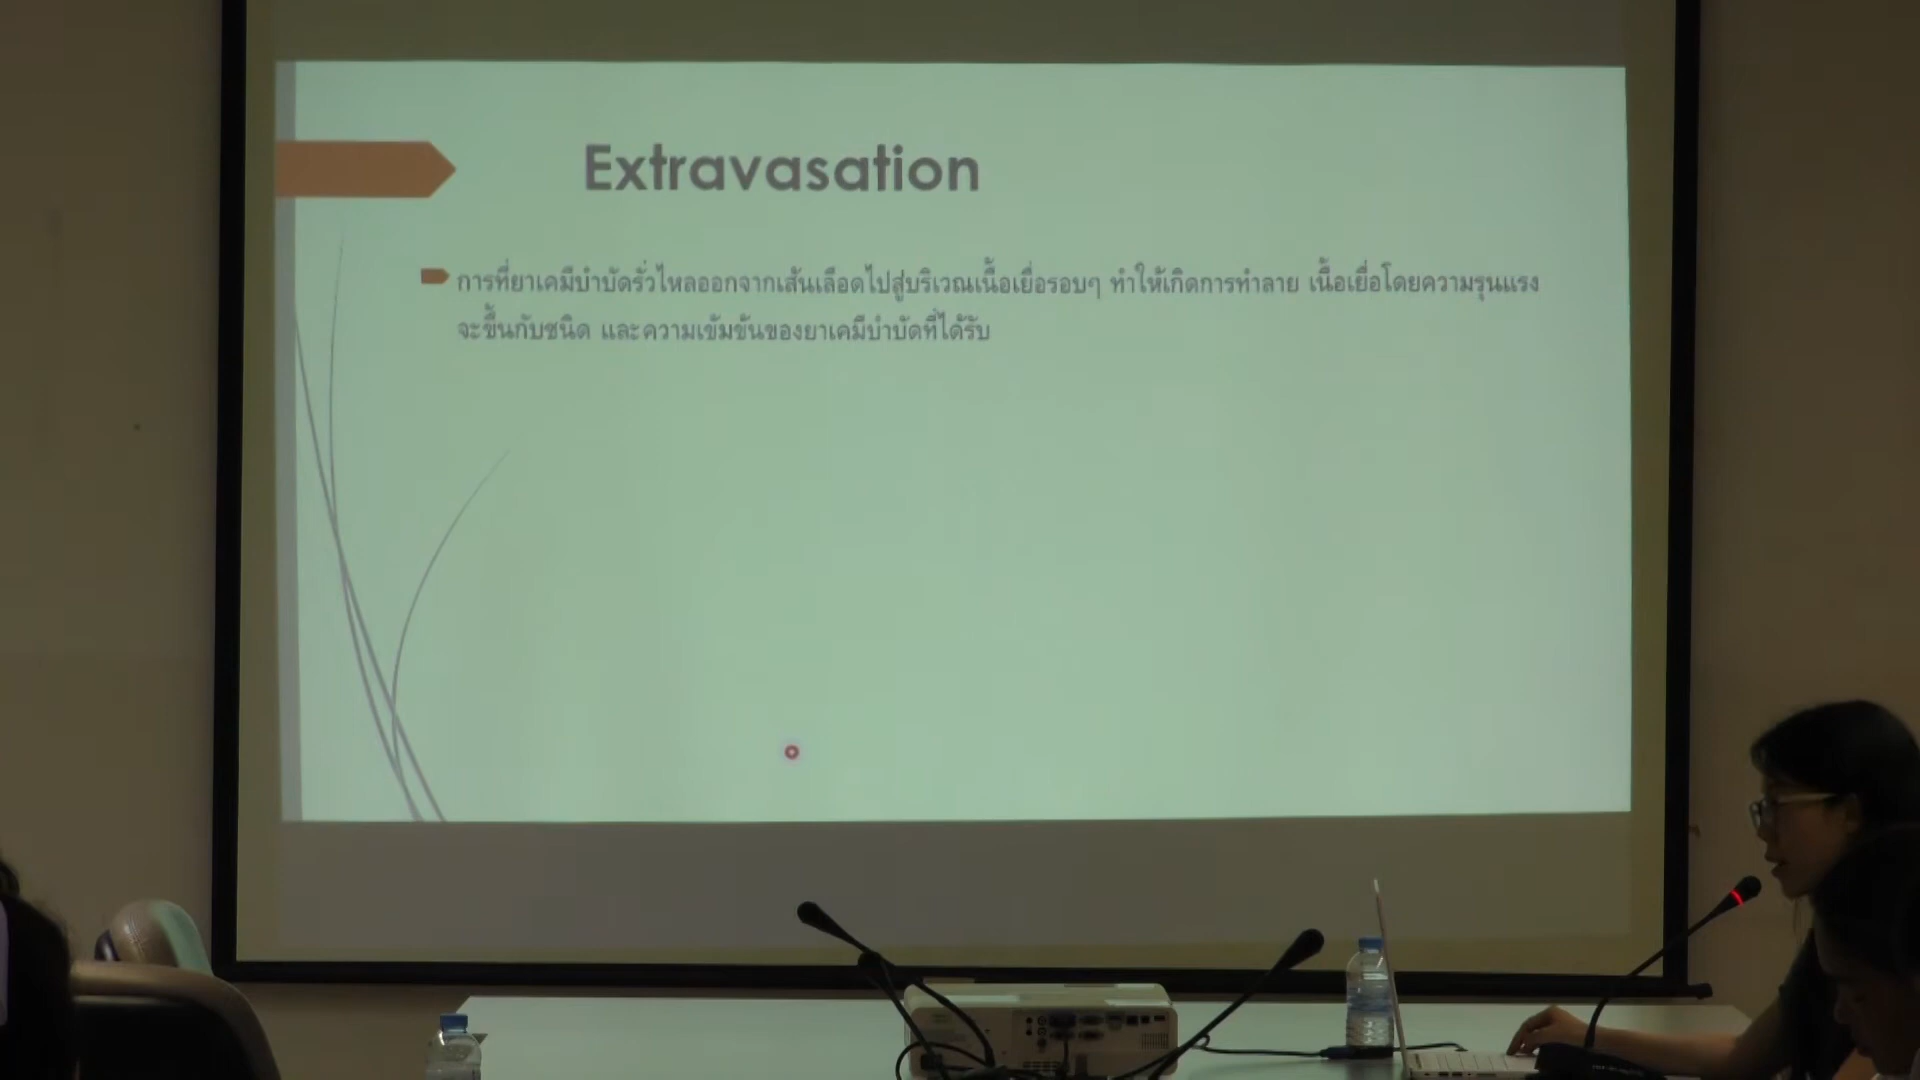 Extravasation
การที่ยาเคมีบำบัดรั่วไหลออกจากเส้นเลือดไปสู่บริเวณเนื้อเยื่อรอบๆ ทำให้เกิดการทำลาย เนื้อเยื่อโดยความรุนแรง
จะขึ้นกับชนิด และความเข้มข้นของยาเคมีบำบัดที่ได้รับ